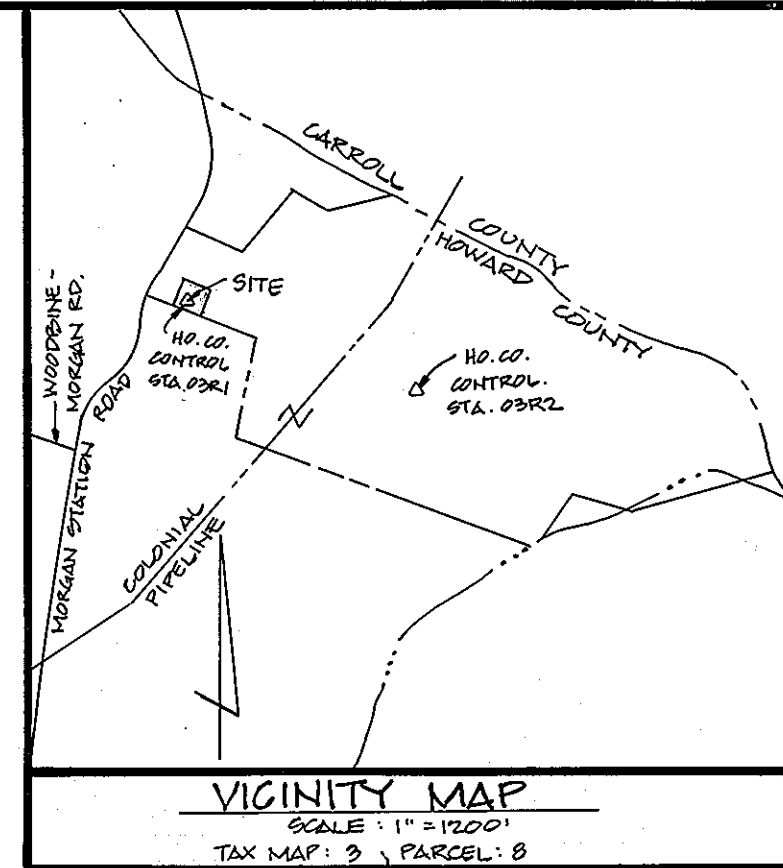 CARROLL
COUNTY
HOWARD
COUNTY
SITE
WOODBINE -
MORGAN RD.
HO. CO.
CONTROL
STA. 03R1
HO. CO.
CONTROL.
STA. 03R2
MORGAN STATION ROAD
COLONIAL
PIPELINE
VICINITY MAP
SCALE : 1" = 1200'
TAX MAP : 3 , PARCEL : 8